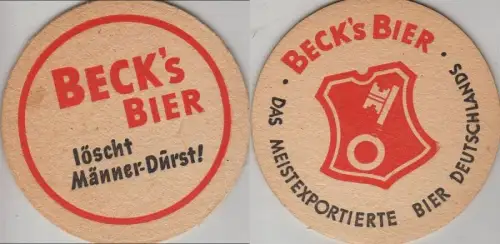 BECK's
BIER
löscht
Männer-Durst!
BECK's BIER
· DAS MEISTEXPORTIERTE BIER DEUTSCHLANDS ·